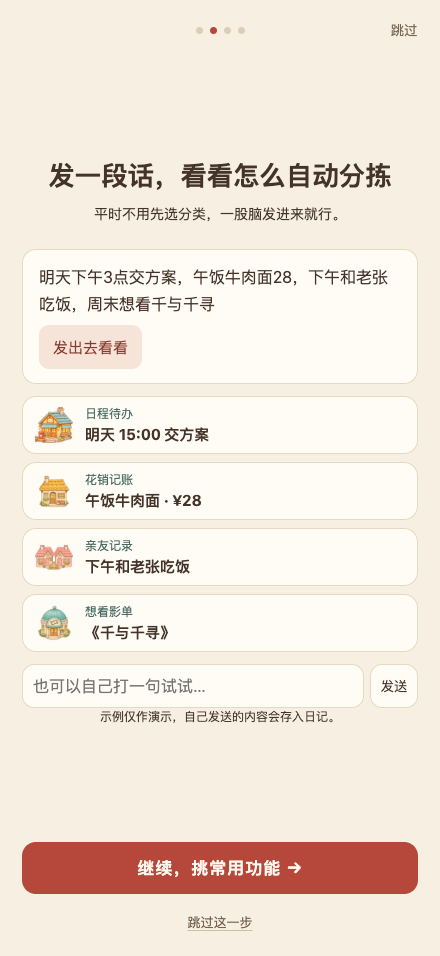 跳过
发一段话，看看怎么自动分拣
平时不用先选分类，一股脑发进来就行。
明天下午3点交方案，午饭牛肉面28，下午和老张
吃饭，周末想看千与千寻
发出去看看
日程待办
明天 15:00 交方案
花销记账
午饭牛肉面 · ¥28
亲友记录
下午和老张吃饭
想看影单
《千与千寻》
也可以自己打一句试试...
发送
示例仅作演示，自己发送的内容会存入日记。
继续，挑常用功能 →
跳过这一步